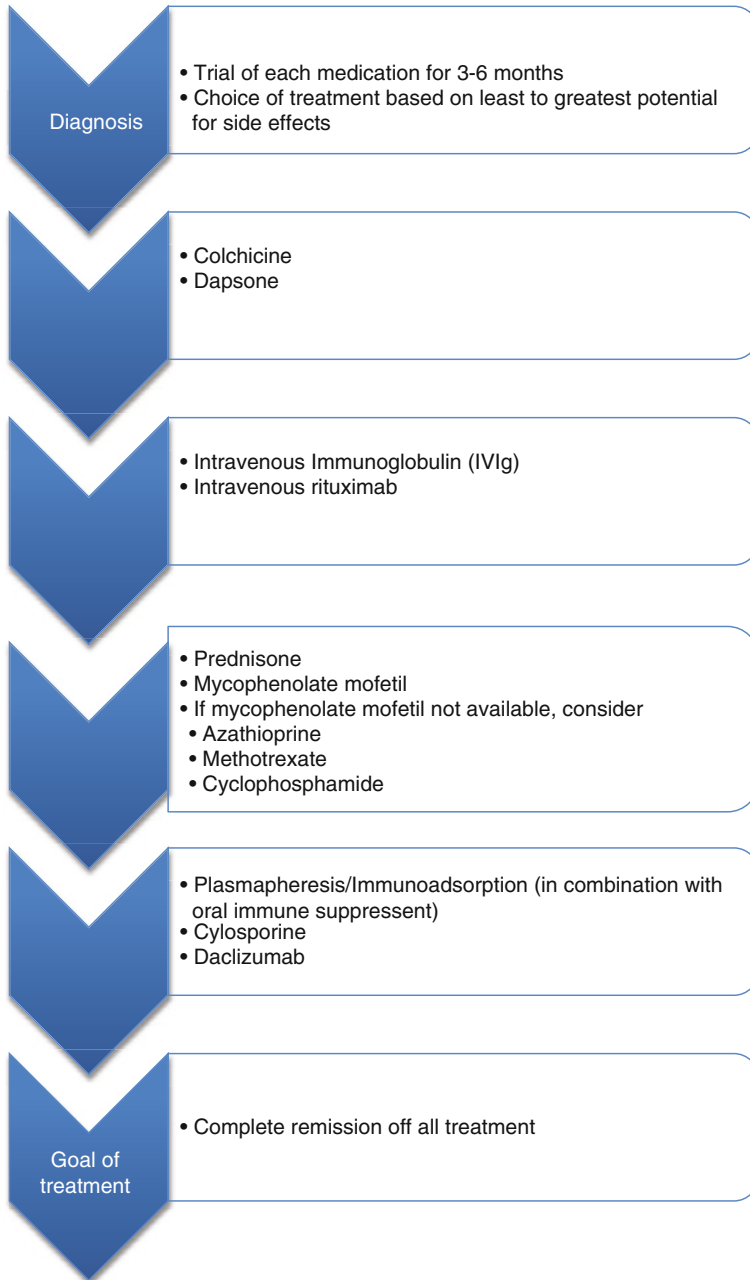 Diagnosis
• Trial of each medication for 3-6 months
• Choice of treatment based on least to greatest potential
for side effects
• Colchicine
• Dapsone
• Intravenous Immunoglobulin (IVIg)
• Intravenous rituximab
• Prednisone
• Mycophenolate mofetil
• If mycophenolate mofetil not available, consider
• Azathioprine
• Methotrexate
• Cyclophosphamide
• Plasmapheresis/Immunoadsorption (in combination with
oral immune suppressent)
• Cylosporine
• Daclizumab
Goal of
treatment
• Complete remission off all treatment